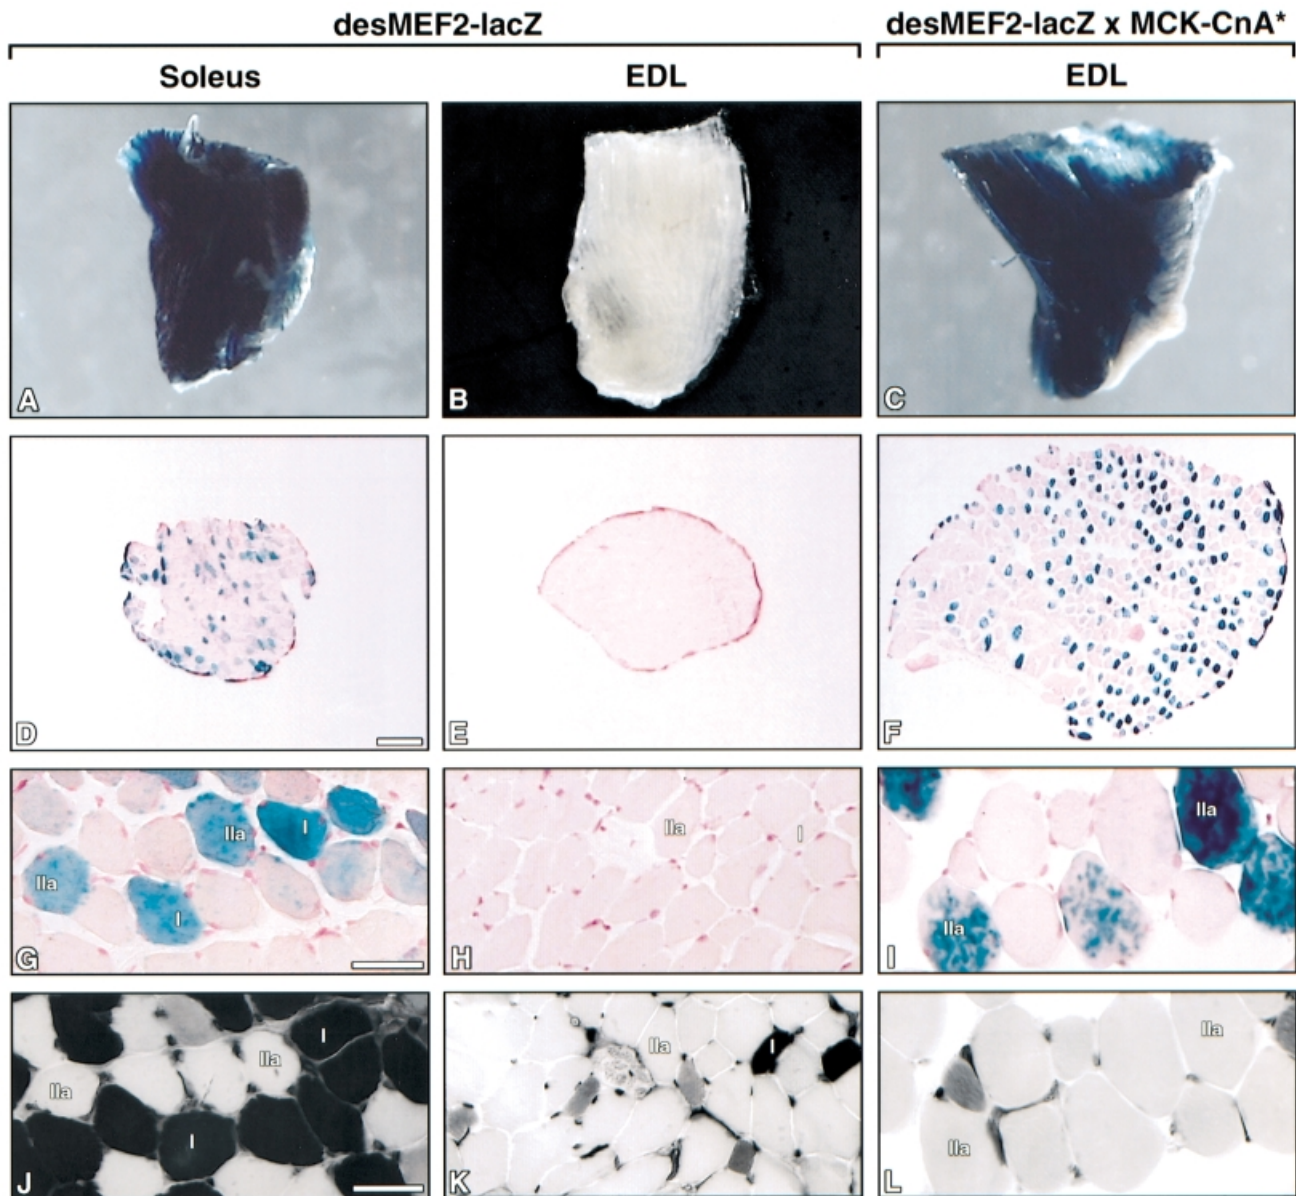 desMEF2-lacZ desMEF2-lacZ x MCK-CnA*
Soleus EDL EDL
A B C
D E F
G IIa I IIa I
H IIa I
I IIa IIa
J IIa IIa I I
K IIa I
L IIa IIa